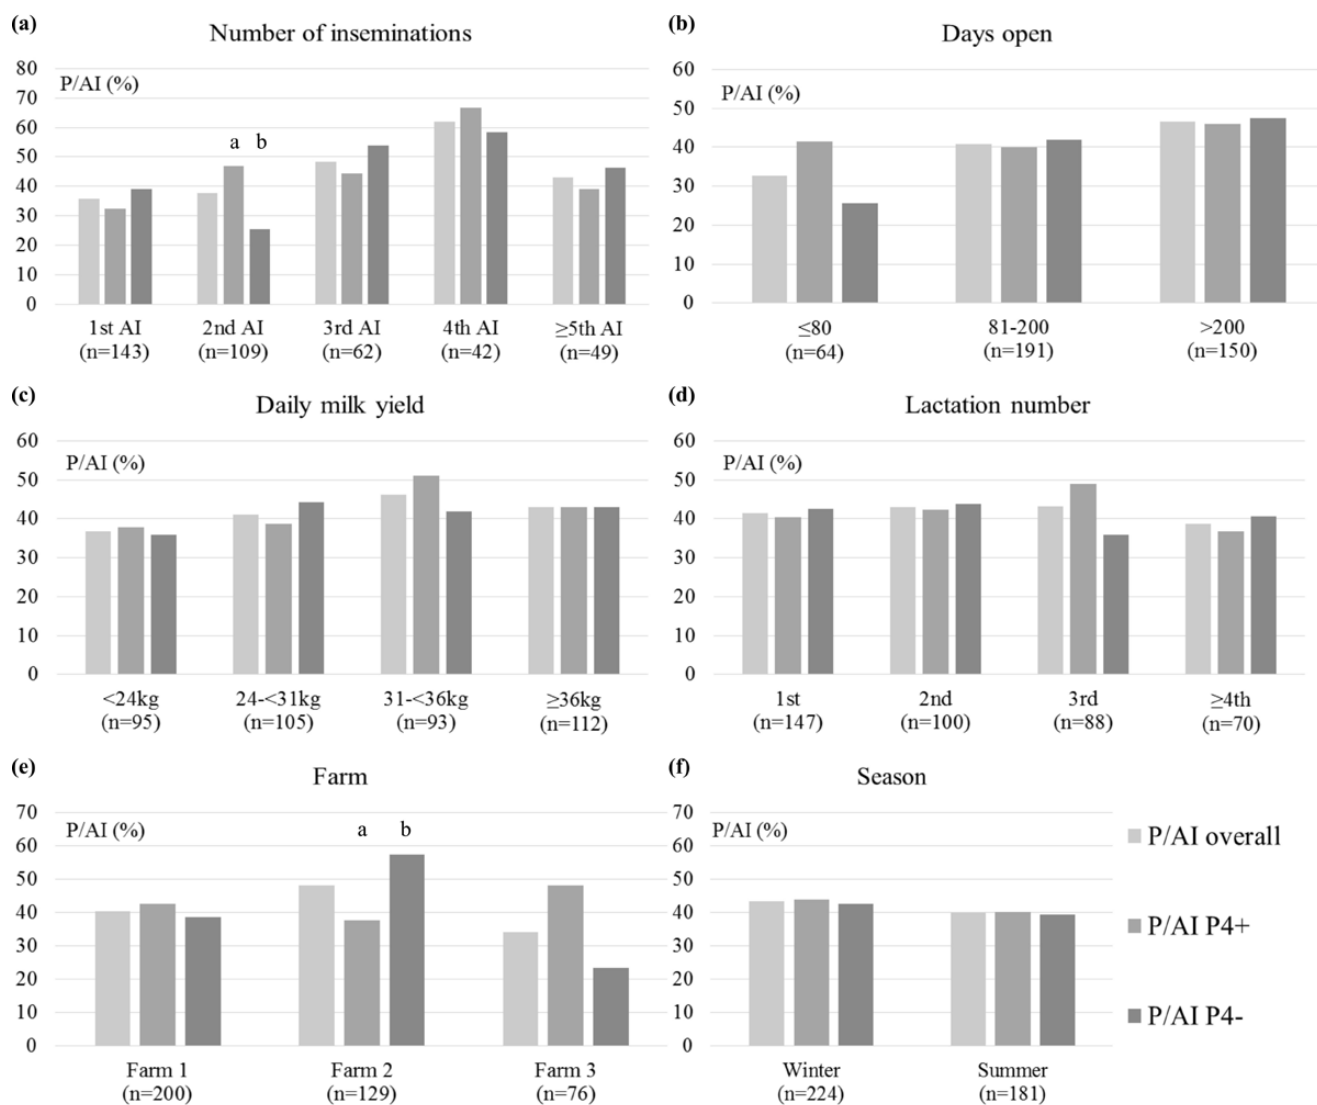 (a)
Number of inseminations
80
70
60
50
40
30
20
10
0
P/AI (%)
a b
1st AI 2nd AI 3rd AI 4th AI ≥5th AI
(n=143) (n=109) (n=62) (n=42) (n=49)
(b)
Days open
60
50
40
30
20
10
0
P/AI (%)
≤80 81-200 >200
(n=64) (n=191) (n=150)
(c)
Daily milk yield
60
50
40
30
20
10
0
P/AI (%)
<24kg 24-<31kg 31-<36kg ≥36kg
(n=95) (n=105) (n=93) (n=112)
(d)
Lactation number
60
50
40
30
20
10
0
P/AI (%)
1st 2nd 3rd ≥4th
(n=147) (n=100) (n=88) (n=70)
(e)
Farm
70
60
50
40
30
20
10
0
P/AI (%)
a b
Farm 1 Farm 2 Farm 3
(n=200) (n=129) (n=76)
(f)
Season
70
60
50
40
30
20
10
0
P/AI (%)
Winter Summer
(n=224) (n=181)
P/AI overall
P/AI P4+
P/AI P4-